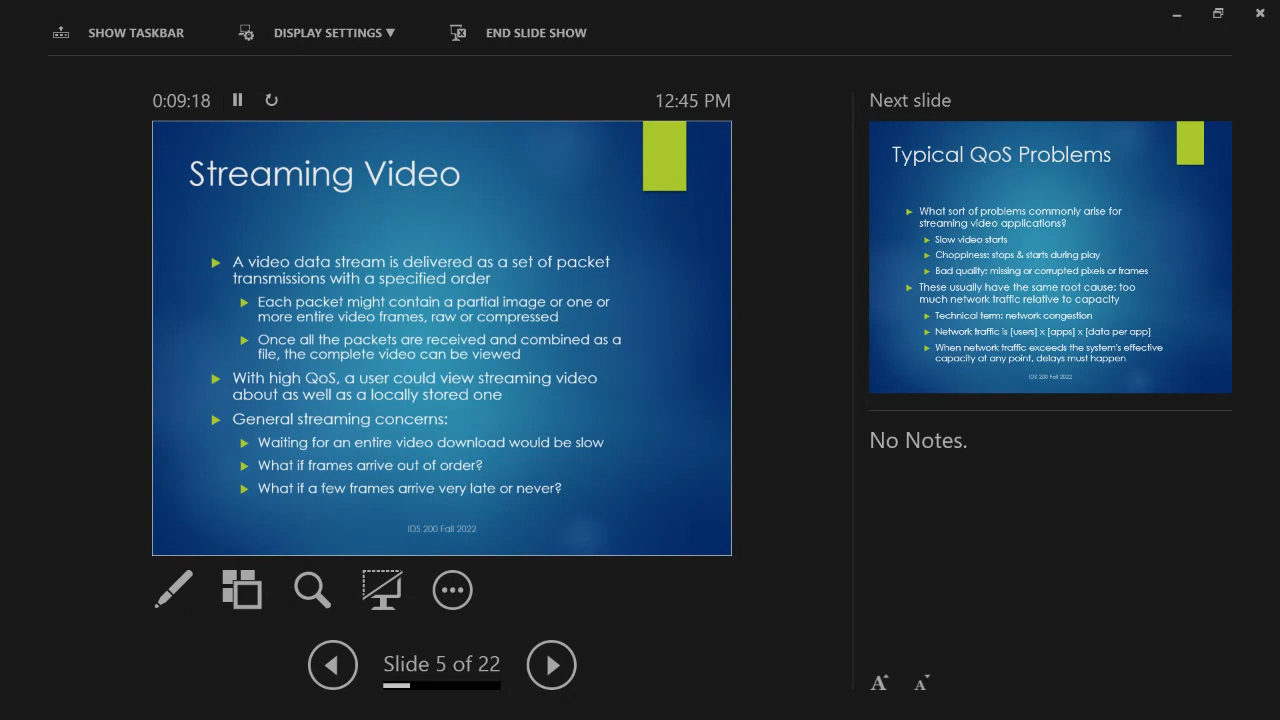 SHOW TASKBAR
DISPLAY SETTINGS ▼
END SLIDE SHOW
0:09:18
12:45 PM
Streaming Video
A video data stream is delivered as a set of packet
transmissions with a specified order
Each packet might contain a partial image or one or
more entire video frames, raw or compressed
Once all the packets are received and combined as a
file, the complete video can be viewed
With high QoS, a user could view streaming video
about as well as a locally stored one
General streaming concerns:
Waiting for an entire video download would be slow
What if frames arrive out of order?
What if a few frames arrive very late or never?
IDS 200 Fall 2022
Slide 5 of 22
Next slide
Typical QoS Problems
What sort of problems commonly arise for
streaming video applications?
Slow video starts
Choppiness: stops & starts during play
Bad quality: missing or corrupted pixels or frames
These usually have the same root cause: too
much network traffic relative to capacity
Technical term: network congestion
Network traffic is [users] x [apps] x [data per app]
When network traffic exceeds the system's effective
capacity at any point, delays must happen
IDS 200 Fall 2022
No Notes.
A A